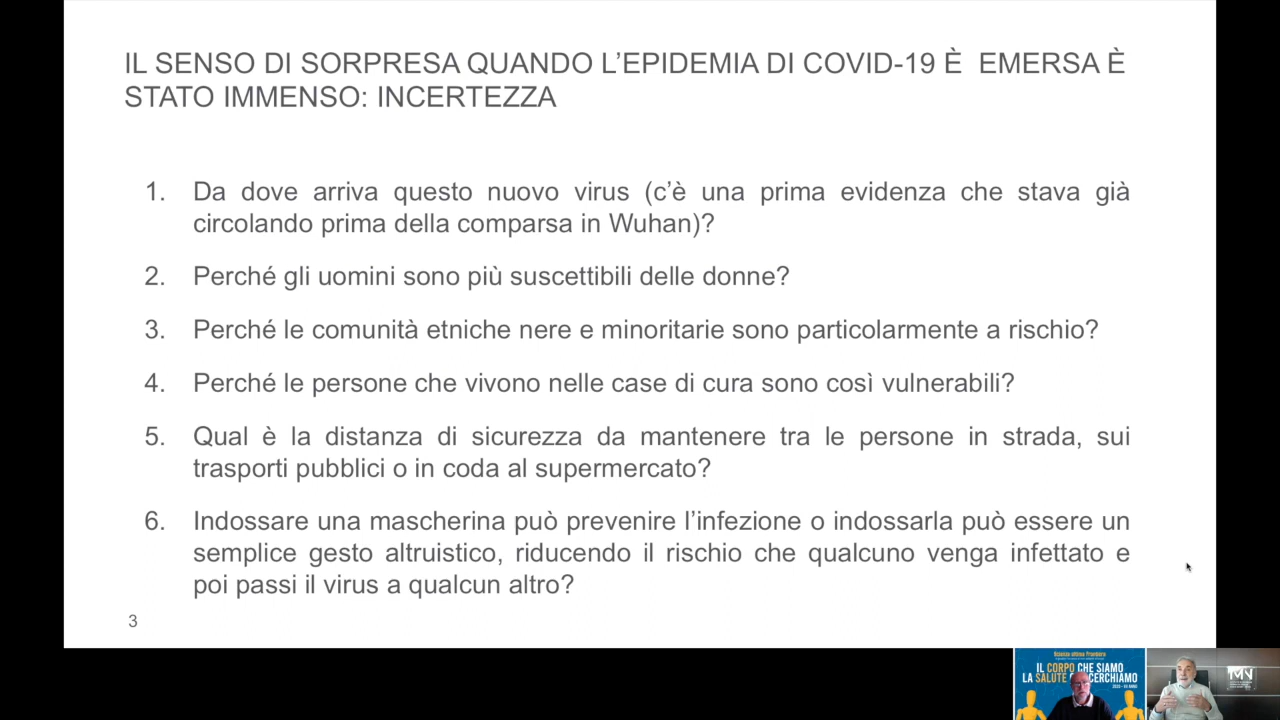 IL SENSO DI SORPRESA QUANDO L’EPIDEMIA DI COVID-19 È  EMERSA È
STATO IMMENSO: INCERTEZZA
1. Da dove arriva questo nuovo virus (c’è una prima evidenza che stava già
circolando prima della comparsa in Wuhan)?
2. Perché gli uomini sono più suscettibili delle donne?
3. Perché le comunità etniche nere e minoritarie sono particolarmente a rischio?
4. Perché le persone che vivono nelle case di cura sono così vulnerabili?
5. Qual è la distanza di sicurezza da mantenere tra le persone in strada, sui
trasporti pubblici o in coda al supermercato?
6. Indossare una mascherina può prevenire l’infezione o indossarla può essere un
semplice gesto altruistico, riducendo il rischio che qualcuno venga infettato e
poi passi il virus a qualcun altro?
3
IL CORPO CHE SIAMO
LA SALUTE